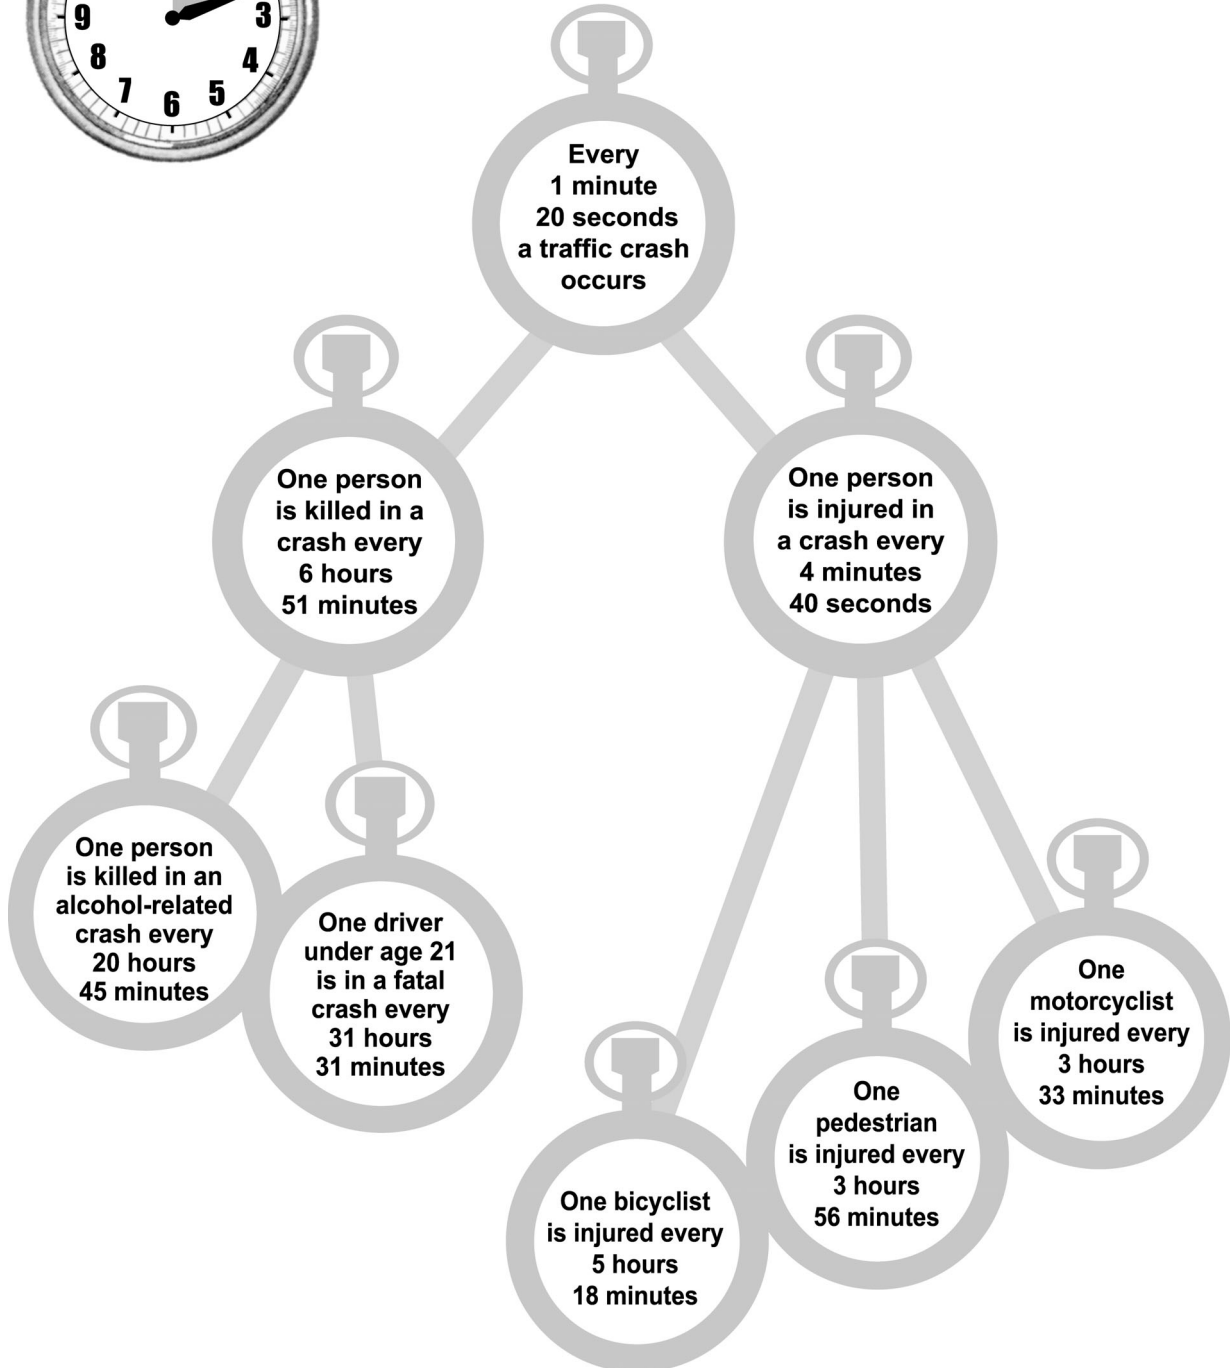 9
3
8
4
7
6
5
Every
1 minute
20 seconds
a traffic crash
occurs
One person
is killed in a
crash every
6 hours
51 minutes
One person
is injured in
a crash every
4 minutes
40 seconds
One person
is killed in an
alcohol-related
crash every
20 hours
45 minutes
One driver
under age 21
is in a fatal
crash every
31 hours
31 minutes
One bicyclist
is injured every
5 hours
18 minutes
One
pedestrian
is injured every
3 hours
56 minutes
One
motorcyclist
is injured every
3 hours
33 minutes